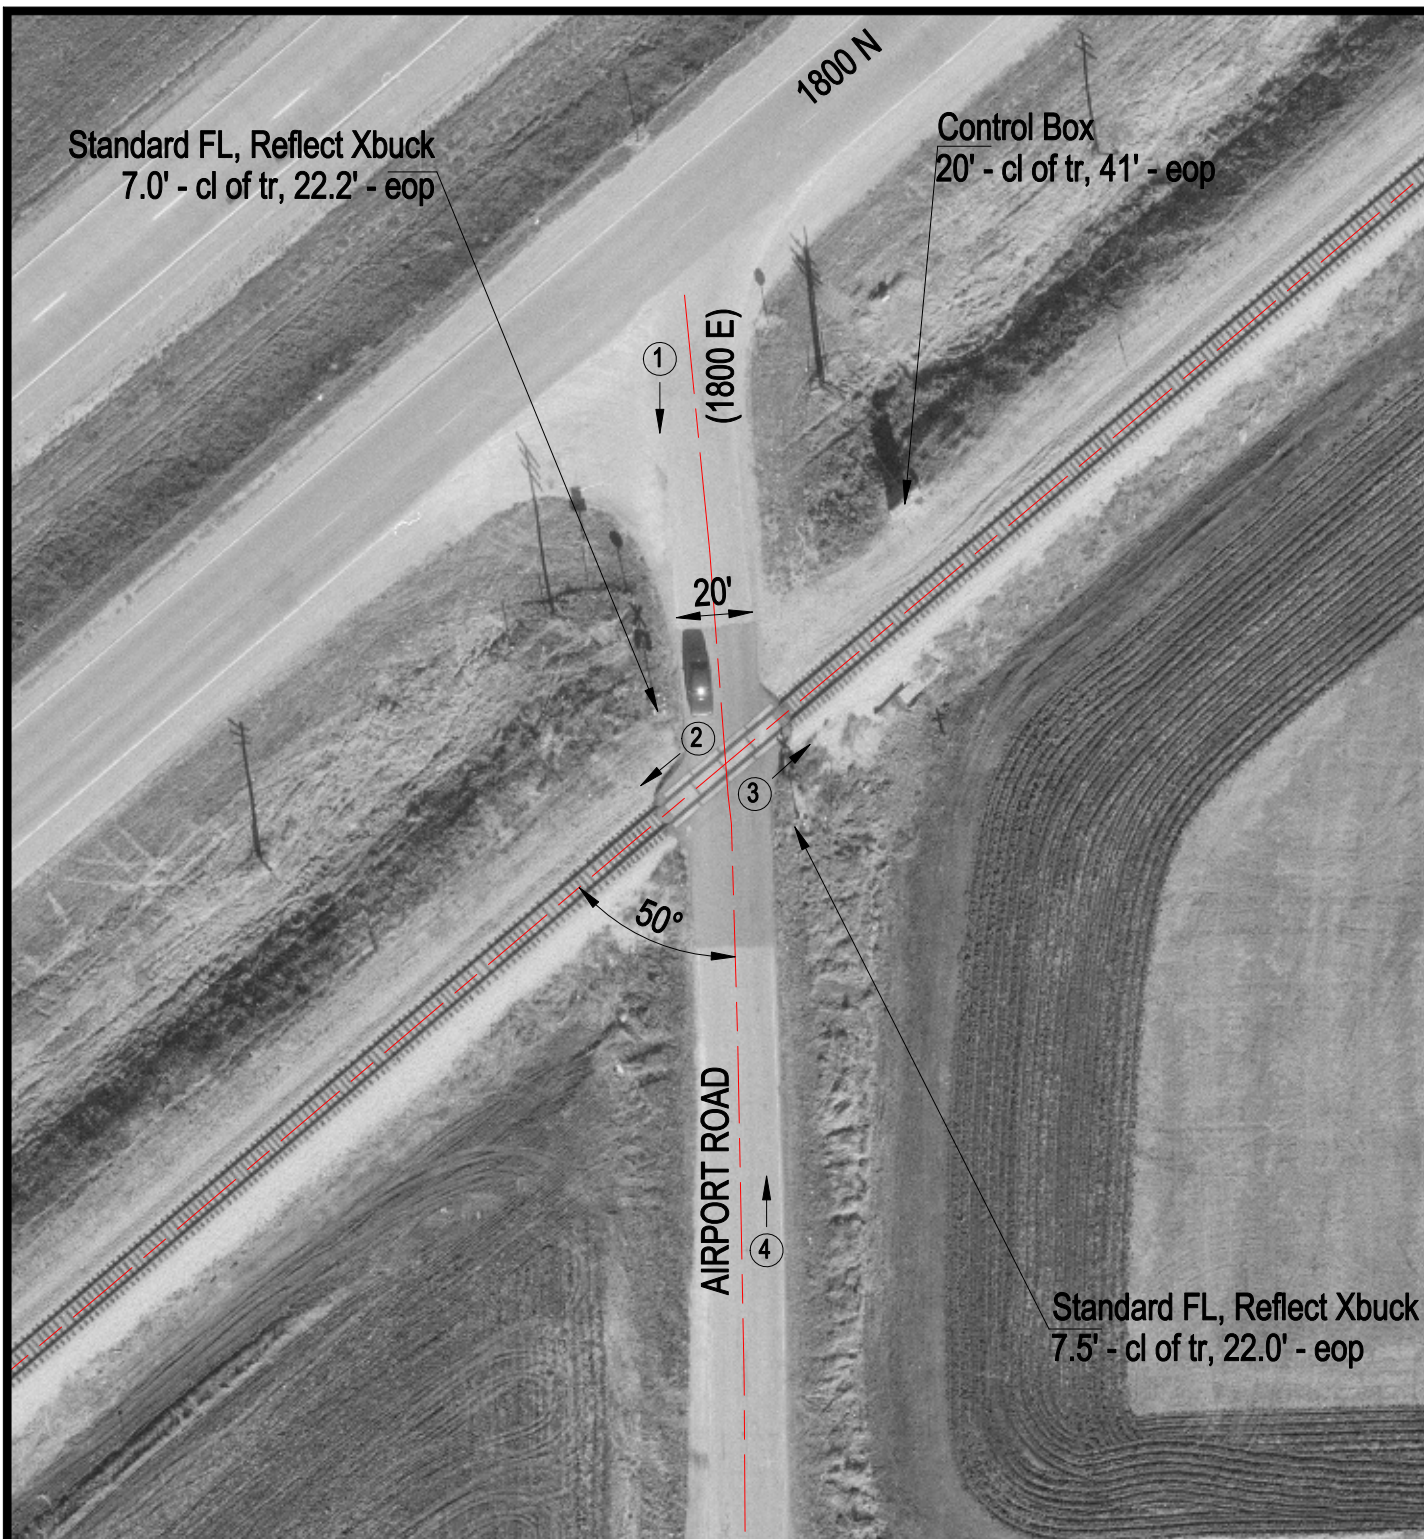 1800 N
Control Box
20' - cl of tr, 41' - eop
Standard FL, Reflect Xbuck
7.0' - cl of tr, 22.2' - eop
(1800 E)
1
20'
2
3
50°
AIRPORT ROAD
4
Standard FL, Reflect Xbuck
7.5' - cl of tr, 22.0' - eop